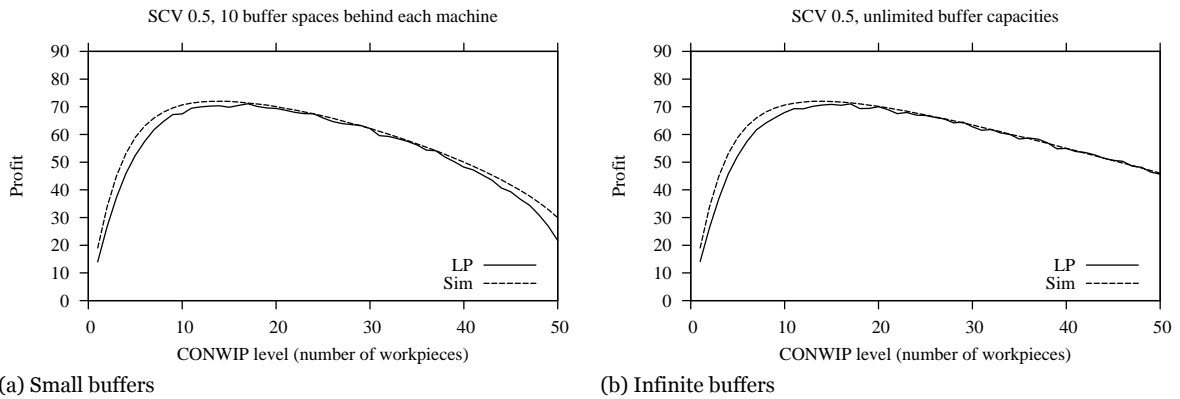 SCV 0.5, 10 buffer spaces behind each machine
90
80
70
60
50
40
30
20
10
0
Profit
LP
Sim
0 10 20 30 40 50
CONWIP level (number of workpieces)
(a) Small buffers
SCV 0.5, unlimited buffer capacities
90
80
70
60
50
40
30
20
10
0
Profit
LP
Sim
0 10 20 30 40 50
CONWIP level (number of workpieces)
(b) Infinite buffers